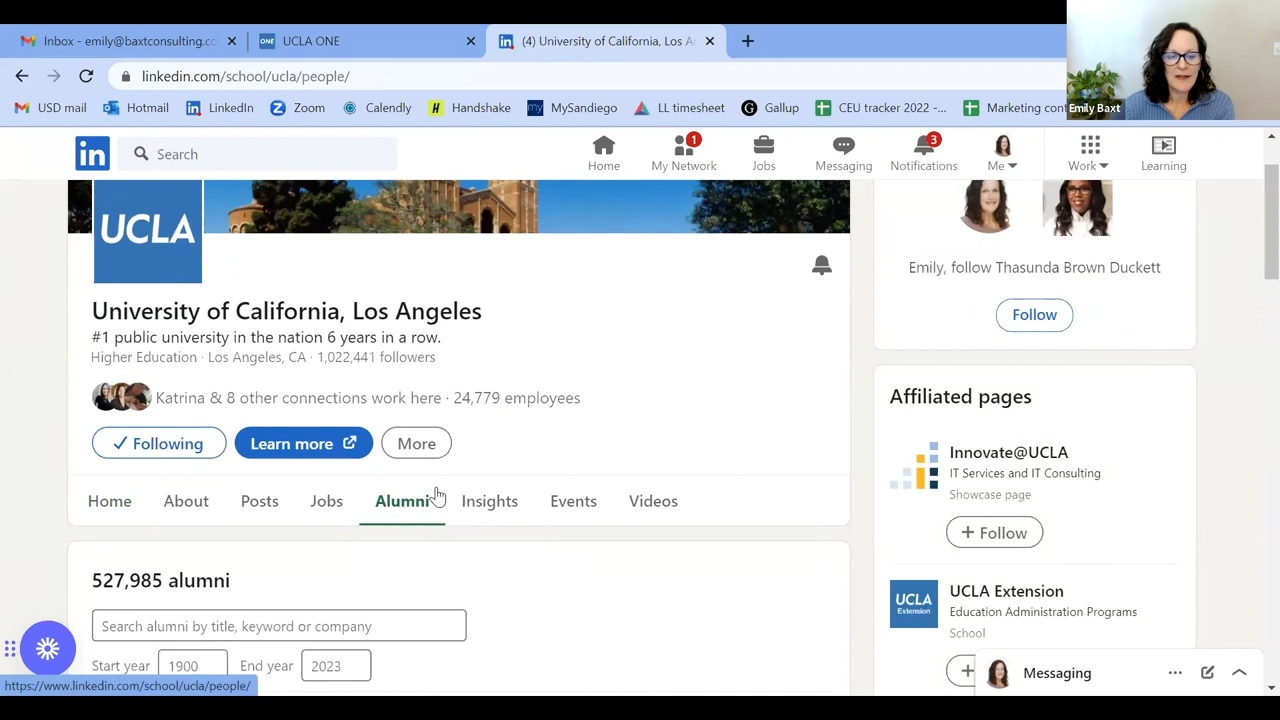 Inbox - emily@baxtconsulting.co
UCLA ONE
(4) University of California, Los A
linkedin.com/school/ucla/people/
USD mail
Hotmail
LinkedIn
Zoom
Calendly
Handshake
MySandiego
LL timesheet
Gallup
CEU tracker 2022 -...
Marketing con
Emily Baxt
Search
Home
My Network
Jobs
Messaging
Notifications
Me
Work
Learning
1
3
UCLA
University of California, Los Angeles
#1 public university in the nation 6 years in a row.
Higher Education · Los Angeles, CA · 1,022,441 followers
Katrina & 8 other connections work here · 24,779 employees
Following
Learn more
More
Home
About
Posts
Jobs
Alumni
Insights
Events
Videos
527,985 alumni
Search alumni by title, keyword or company
Start year
1900
End year
2023
https://www.linkedin.com/school/ucla/people/
Emily, follow Thasunda Brown Duckett
Follow
Affiliated pages
Innovate@UCLA
IT Services and IT Consulting
Showcase page
+ Follow
UCLA Extension
UCLA Extension
Education Administration Programs
School
+
Messaging